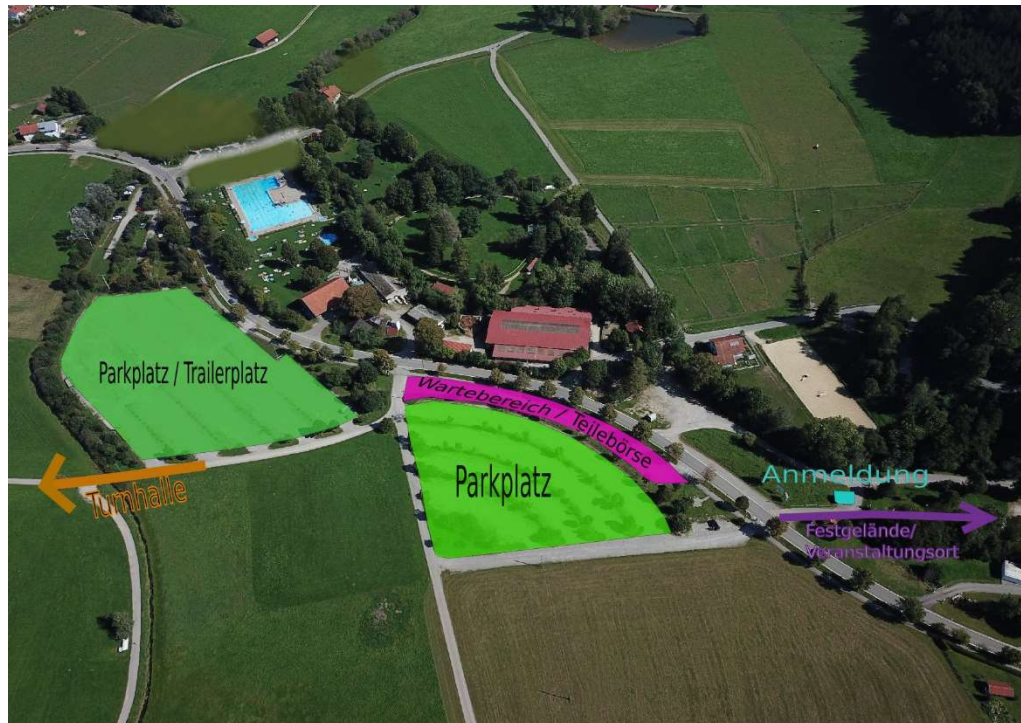 Parkplatz / Trailerplatz
Wartebereich / Teilebörse
Parkplatz
Anmeldung
Turnhalle
Festgelände/
Veranstaltungsort